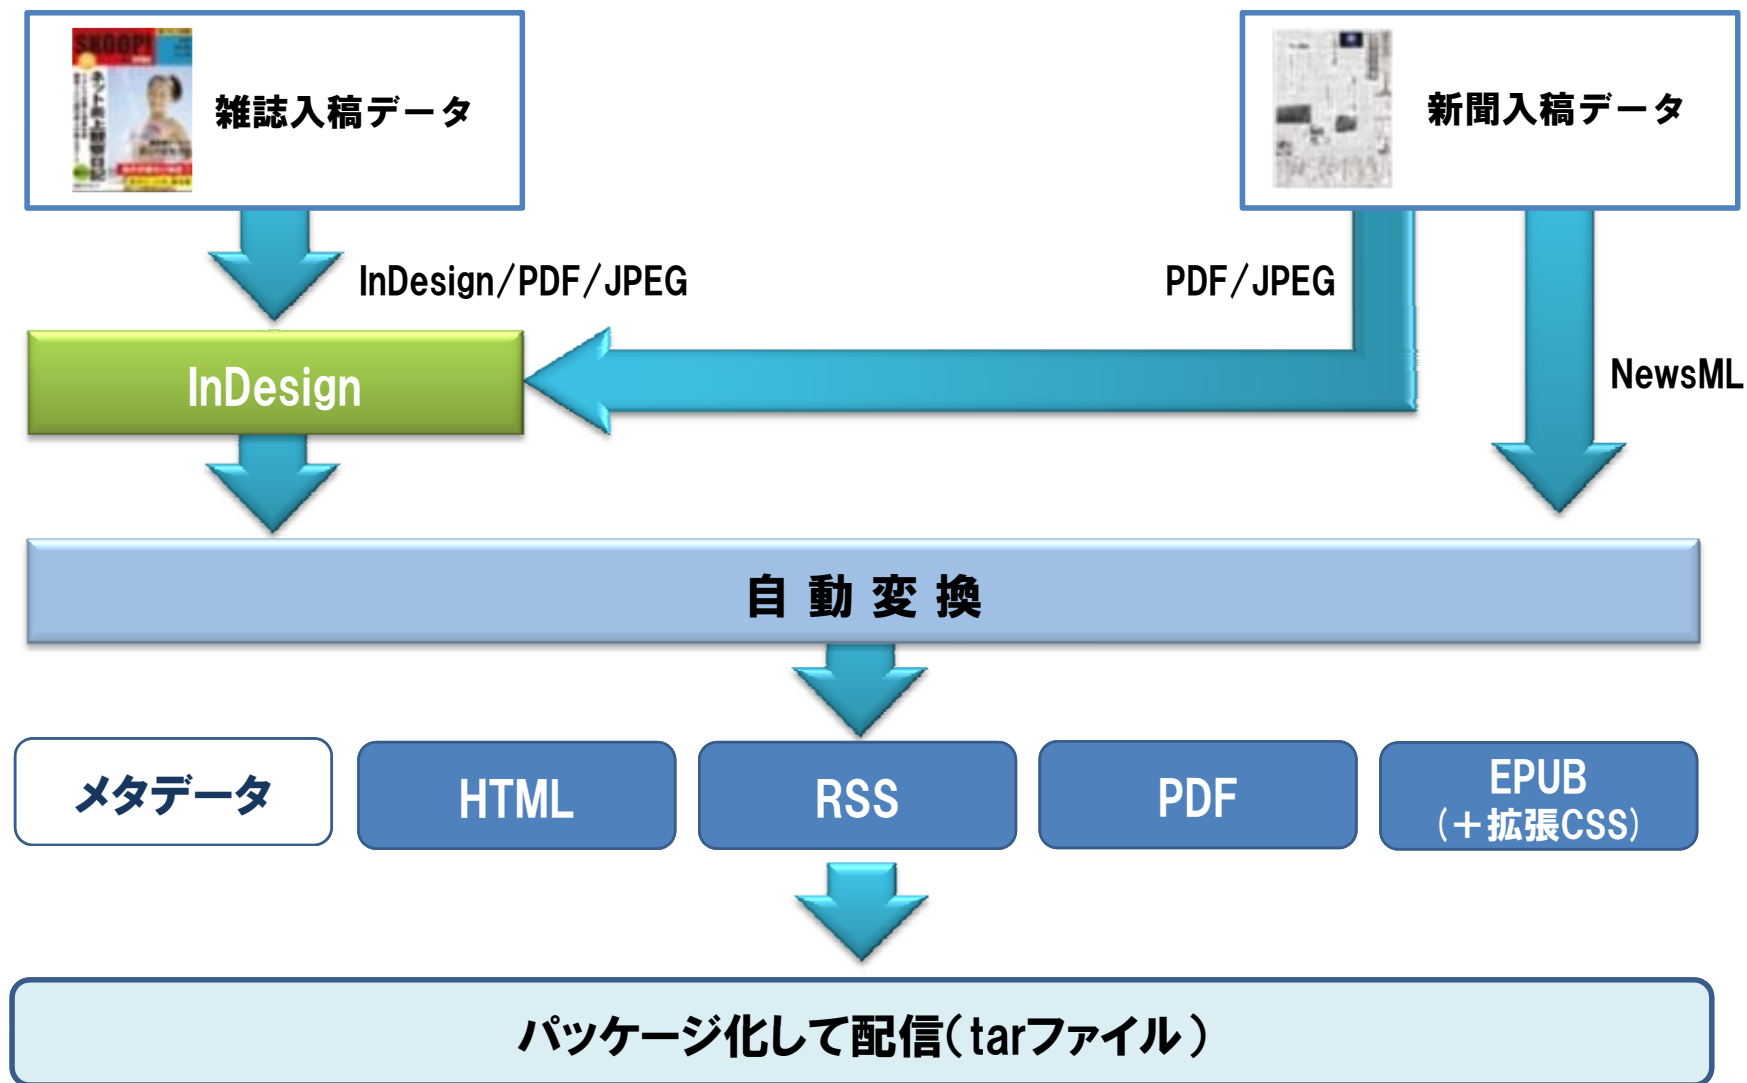 雑誌入稿データ
新聞入稿データ
InDesign/PDF/JPEG
PDF/JPEG
InDesign
NewsML
自動変換
メタデータ
HTML
RSS
PDF
EPUB
(+拡張CSS)
パッケージ化して配信(tarファイル)